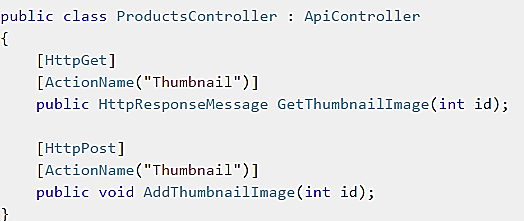 public class ProductsController : ApiController
{
    [HttpGet]
    [ActionName("Thumbnail")]
    public HttpResponseMessage GetThumbnailImage(int id);

    [HttpPost]
    [ActionName("Thumbnail")]
    public void AddThumbnailImage(int id);
}